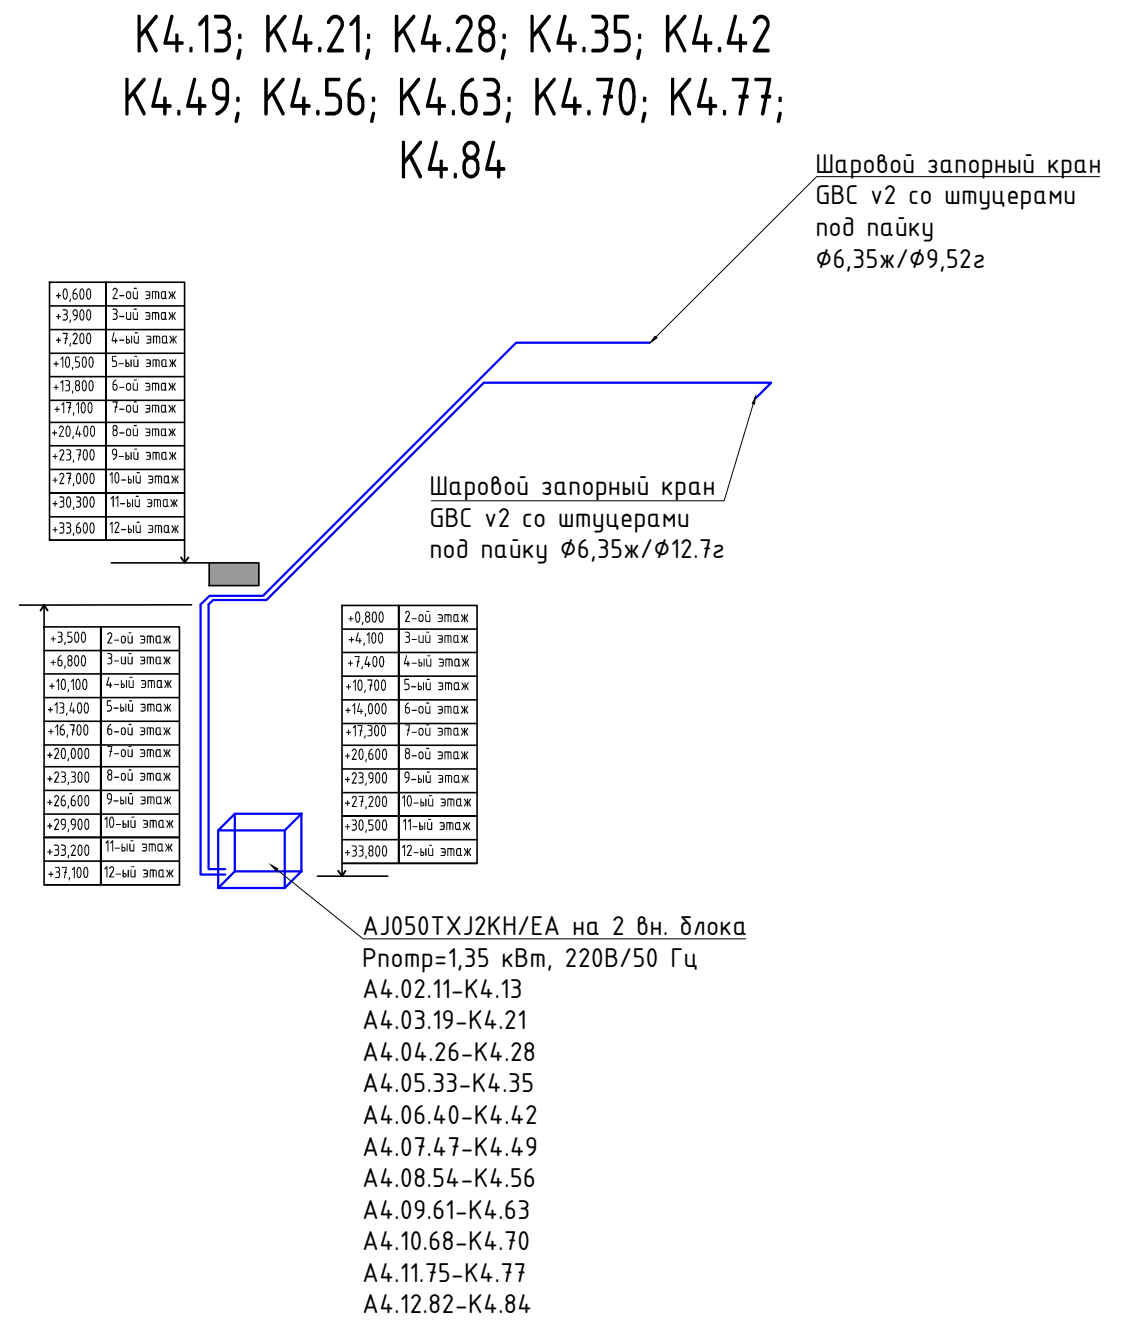 К4.13; К4.21; К4.28; К4.35; К4.42
К4.49; К4.56; К4.63; К4.70; К4.77;
К4.84
Шаровой запорный кран
GBC v2 со штуцерами
под пайку
Ф6,35ж/Ф9,52г
+0,600 2-ой этаж
+3,900 3-ий этаж
+7,200 4-ый этаж
+10,500 5-ый этаж
+13,800 6-ой этаж
+17,100 7-ой этаж
+20,400 8-ой этаж
+23,700 9-ый этаж
+27,000 10-ый этаж
+30,300 11-ый этаж
+33,600 12-ый этаж
Шаровой запорный кран
GBC v2 со штуцерами
под пайку Ф6,35ж/Ф12.7г
+3,500 2-ой этаж
+6,800 3-ий этаж
+10,100 4-ый этаж
+13,400 5-ый этаж
+16,700 6-ой этаж
+20,000 7-ой этаж
+23,300 8-ой этаж
+26,600 9-ый этаж
+29,900 10-ый этаж
+33,200 11-ый этаж
+37,100 12-ый этаж
+0,800 2-ой этаж
+4,100 3-ий этаж
+7,400 4-ый этаж
+10,700 5-ый этаж
+14,000 6-ой этаж
+17,300 7-ой этаж
+20,600 8-ой этаж
+23,900 9-ый этаж
+27,200 10-ый этаж
+30,500 11-ый этаж
+33,800 12-ый этаж
AJ050TXJ2KH/EA на 2 вн. блока
Рпотр=1,35 кВт, 220В/50 Гц
А4.02.11-К4.13
А4.03.19-К4.21
А4.04.26-К4.28
А4.05.33-К4.35
А4.06.40-К4.42
А4.07.47-К4.49
А4.08.54-К4.56
А4.09.61-К4.63
А4.10.68-К4.70
А4.11.75-К4.77
А4.12.82-К4.84